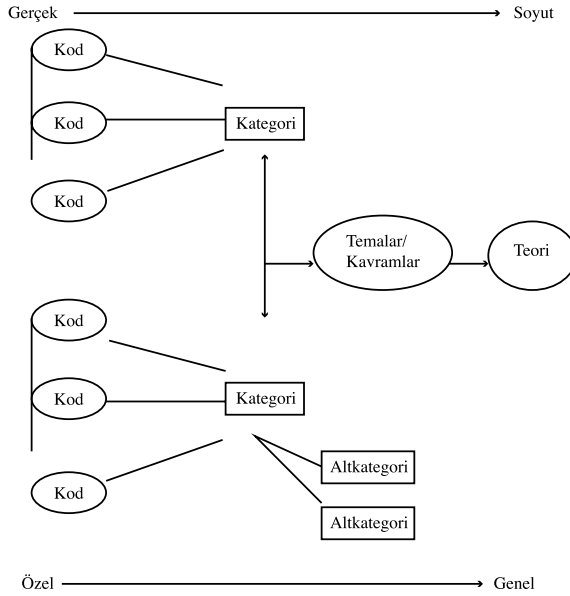 Gerçek
Soyut
Kod
Kod
Kategori
Kod
Temalar/
Kavramlar
Teori
Kod
Kod
Kategori
Altkategori
Kod
Altkategori
Özel
Genel